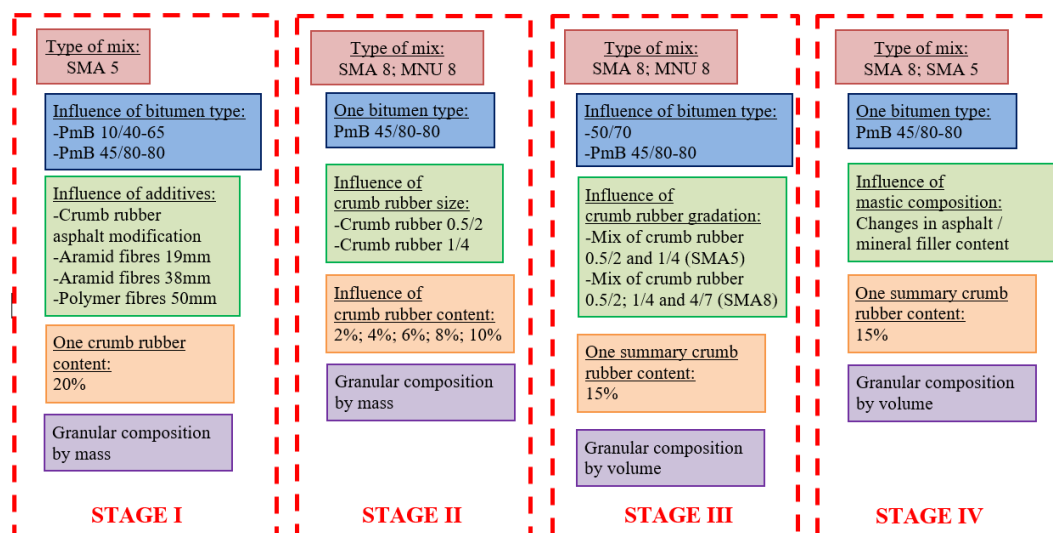 Type of mix:
SMA 5
Influence of bitumen type:
-PmB 10/40-65
-PmB 45/80-80
Influence of additives:
-Crumb rubber
asphalt modification
-Aramid fibres 19mm
-Aramid fibres 38mm
-Polymer fibres 50mm
One crumb rubber
content:
20%
Granular composition
by mass
STAGE I
Type of mix:
SMA 8; MNU 8
One bitumen type:
PmB 45/80-80
Influence of
crumb rubber size:
-Crumb rubber 0.5/2
-Crumb rubber 1/4
Influence of
crumb rubber content:
2%; 4%; 6%; 8%; 10%
Granular composition
by mass
STAGE II
Type of mix:
SMA 8; MNU 8
Influence of bitumen type:
-50/70
-PmB 45/80-80
Influence of
crumb rubber gradation:
-Mix of crumb rubber
0.5/2 and 1/4 (SMA5)
-Mix of crumb rubber
0.5/2; 1/4 and 4/7 (SMA8)
One summary crumb
rubber content:
15%
Granular composition
by volume
STAGE III
Type of mix:
SMA 8; SMA 5
One bitumen type:
PmB 45/80-80
Influence of
mastic composition:
Changes in asphalt /
mineral filler content
One summary crumb
rubber content:
15%
Granular composition
by volume
STAGE IV